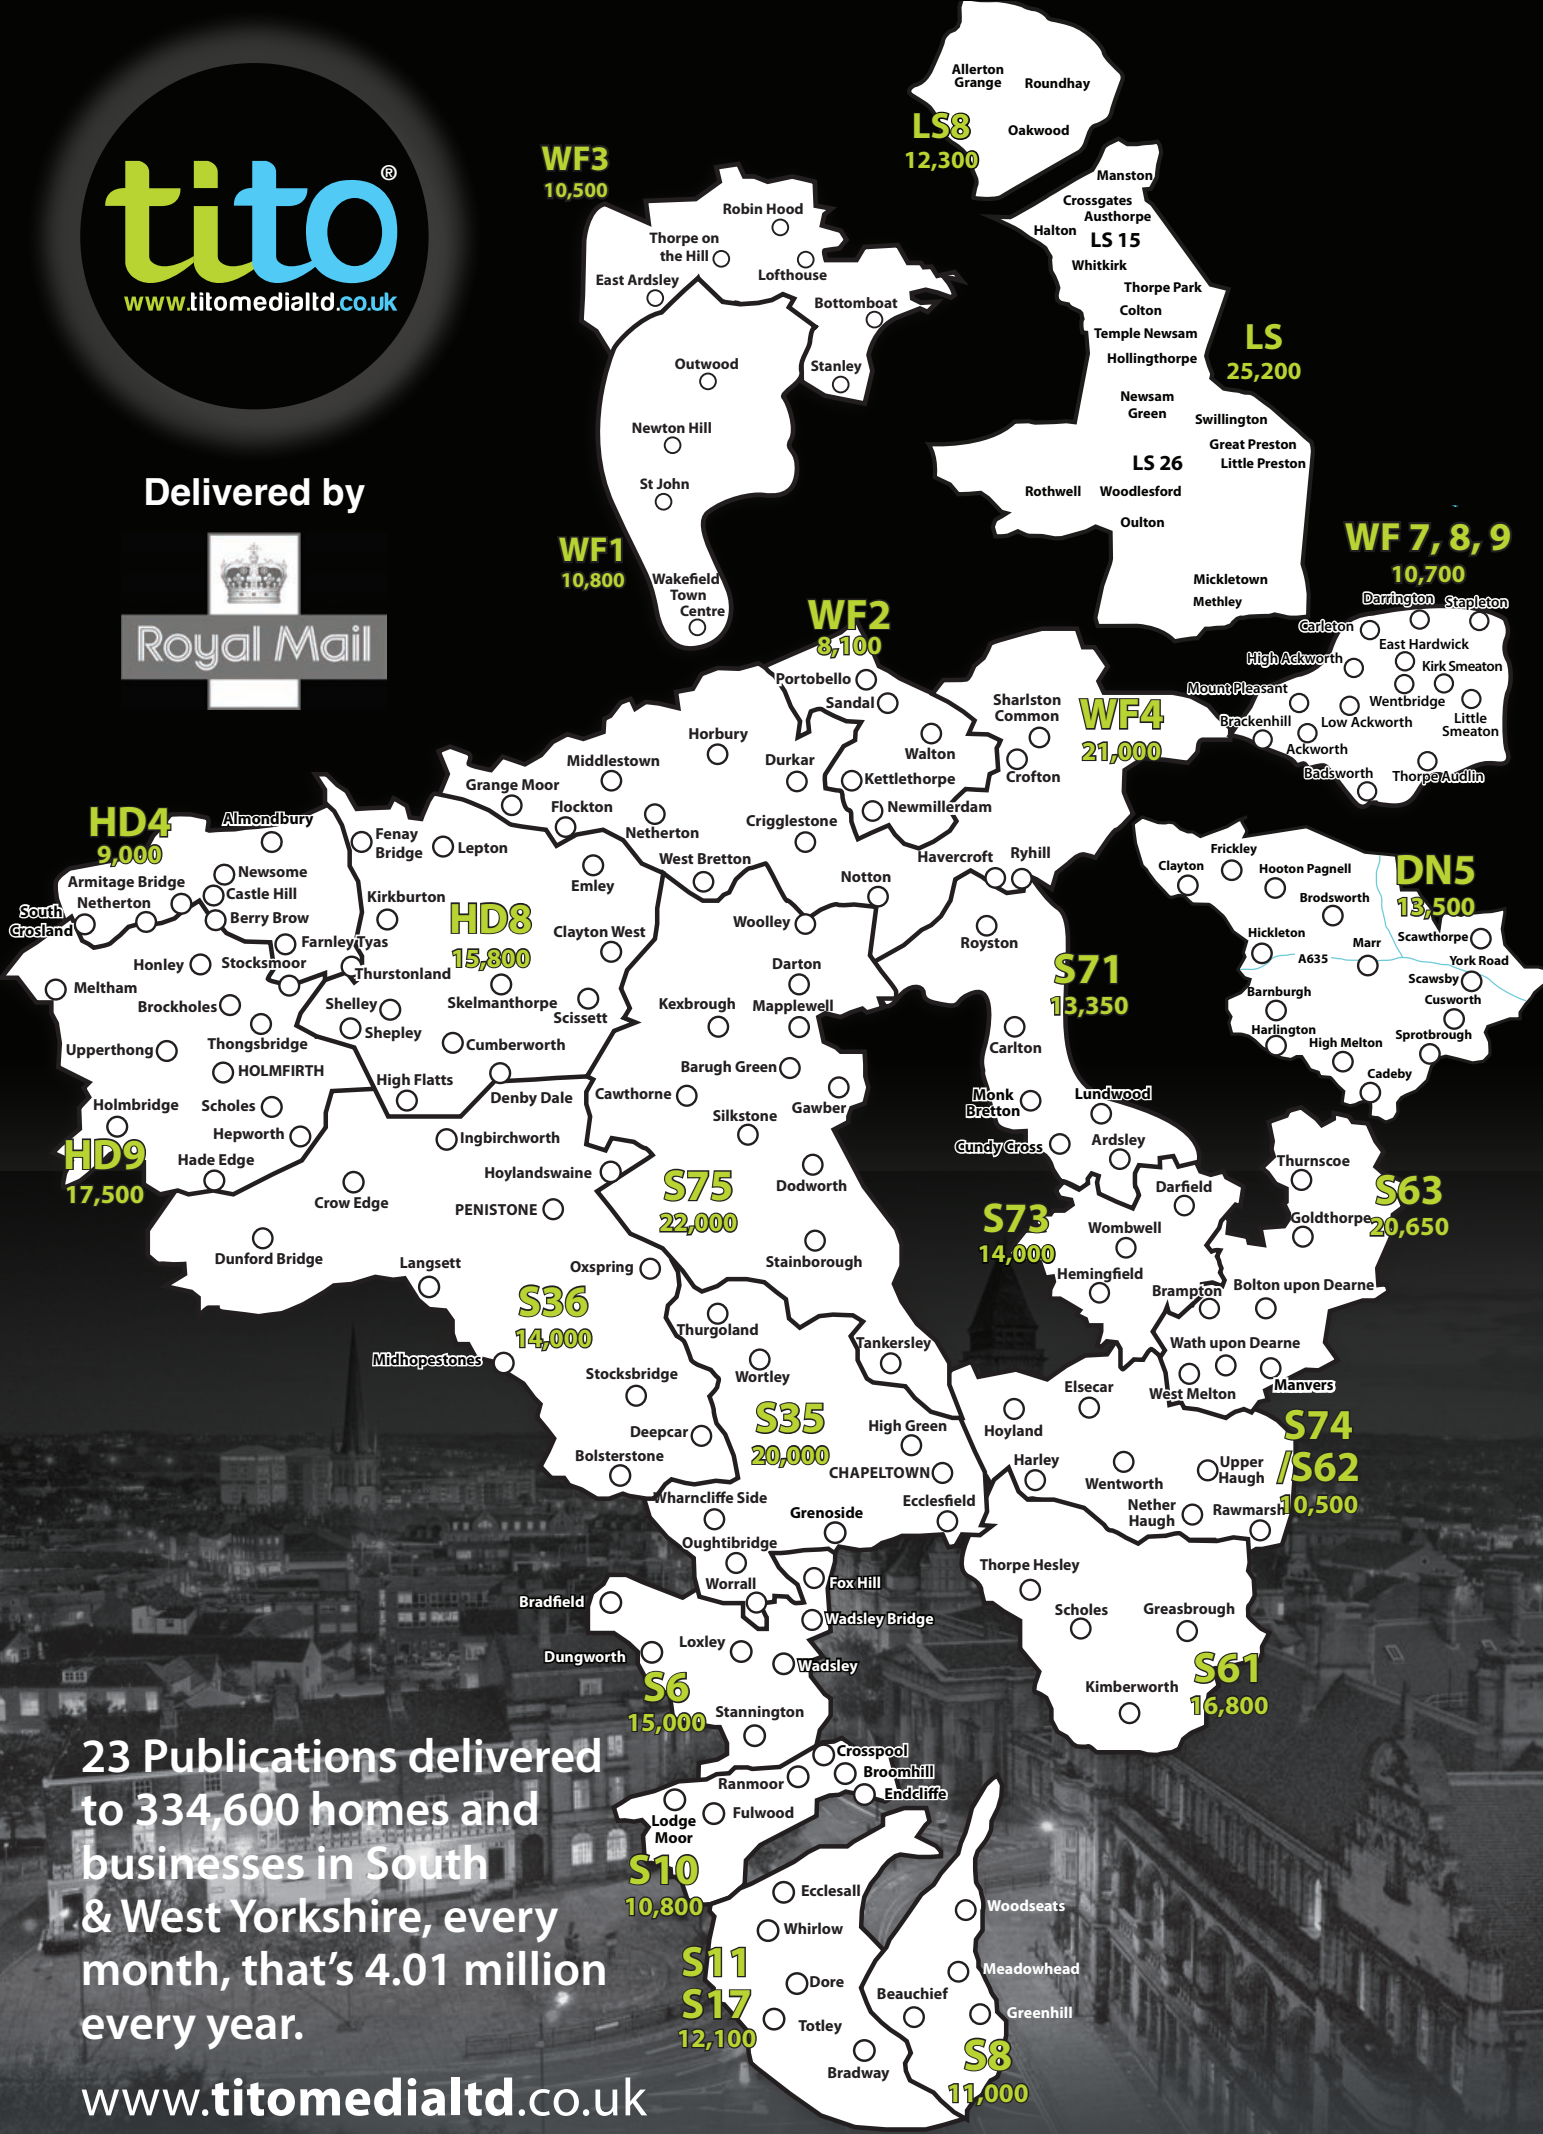 tito®
www.titomedialtd.co.uk
Delivered by
Royal Mail
Allerton
Grange
Roundhay
Oakwood
LS8
12,300
Manston
Crossgates
Austhorpe
Halton
LS 15
Whitkirk
Thorpe Park
Colton
Temple Newsam
Hollingthorpe
LS
25,200
Newsam
Green
Swillington
Great Preston
LS 26
Little Preston
Rothwell
Woodlesford
Oulton
Mickletown
Methley
WF3
10,500
Robin Hood
Thorpe on
the Hill
Lofthouse
East Ardsley
Bottomboat
Stanley
Outwood
Newton Hill
St John
WF1
10,800
Wakefield
Town
Centre
WF 7, 8, 9
10,700
Darrington
Stapleton
Carleton
East Hardwick
High Ackworth
Kirk Smeaton
Mount Pleasant
Wentbridge
Brackenhill
Low Ackworth
Little
Smeaton
Ackworth
Badsworth
Thorpe Audlin
WF2
8,100
Portobello
Sandal
Walton
Kettlethorpe
Newmillerdam
Sharlston
Common
WF4
21,000
Crofton
Horbury
Middlestown
Durkar
Grange Moor
Flockton
Netherton
Crigglestone
West Bretton
Havercroft
Ryhill
Notton
Woolley
HD4
9,000
Almondbury
Newsome
Armitage Bridge
Castle Hill
Netherton
Berry Brow
South
Crosland
Farnley Tyas
Fenay
Bridge
Lepton
Emley
Kirkburton
HD8
15,800
Clayton West
Thurstonland
Skelmanthorpe
Scissett
Shelley
Shepley
Cumberworth
High Flatts
Denby Dale
Honley
Stocksmoor
Meltham
Brockholes
Thongsbridge
Upperthong
HOLMFIRTH
Holmbridge
Scholes
Hepworth
HD9
17,500
Hade Edge
DN5
13,500
Frickley
Clayton
Hooton Pagnell
Brodsworth
Hickleton
Marr
Scawthorpe
A635
York Road
Scawsby
Barnburgh
Cusworth
Harlington
High Melton
Sprotbrough
Cadeby
Royston
S71
13,350
Carlton
Monk
Bretton
Lundwood
Cundy Cross
Ardsley
Darton
Kexbrough
Mapplewell
Barugh Green
Cawthorne
Gawber
Silkstone
Dodworth
S75
22,000
Stainborough
Tankersley
Ingbirchworth
Hoylandswaine
Crow Edge
PENISTONE
Dunford Bridge
Langsett
Oxspring
S36
14,000
Midhopestones
Stocksbridge
Deepcar
Bolsterstone
S73
14,000
Darfield
Wombwell
Hemingfield
Brampton
Thurnscoe
S63
20,650
Goldthorpe
Bolton upon Dearne
Wath upon Dearne
West Melton
Manvers
Thurgoland
Wortley
S35
20,000
High Green
CHAPELTOWN
Ecclesfield
Wharncliffe Side
Grenoside
Oughtibridge
Worrall
Elsecar
Hoyland
Harley
Wentworth
Upper
Haugh
Nether
Haugh
Rawmarsh
S74
/S62
10,500
Thorpe Hesley
Scholes
Greasbrough
Kimberworth
S61
16,800
Fox Hill
Bradfield
Wadsley Bridge
Loxley
Dungworth
Wadsley
S6
15,000
Stannington
Crosspool
Ranmoor
Broomhill
Endcliffe
Fulwood
Lodge
Moor
S10
10,800
Ecclesall
Whirlow
S11
S17
12,100
Dore
Totley
Bradway
Woodseats
Meadowhead
Beauchief
Greenhill
S8
11,000
23 Publications delivered
to 334,600 homes and
businesses in South
& West Yorkshire, every
month, that's 4.01 million
every year.
www.titomedialtd.co.uk